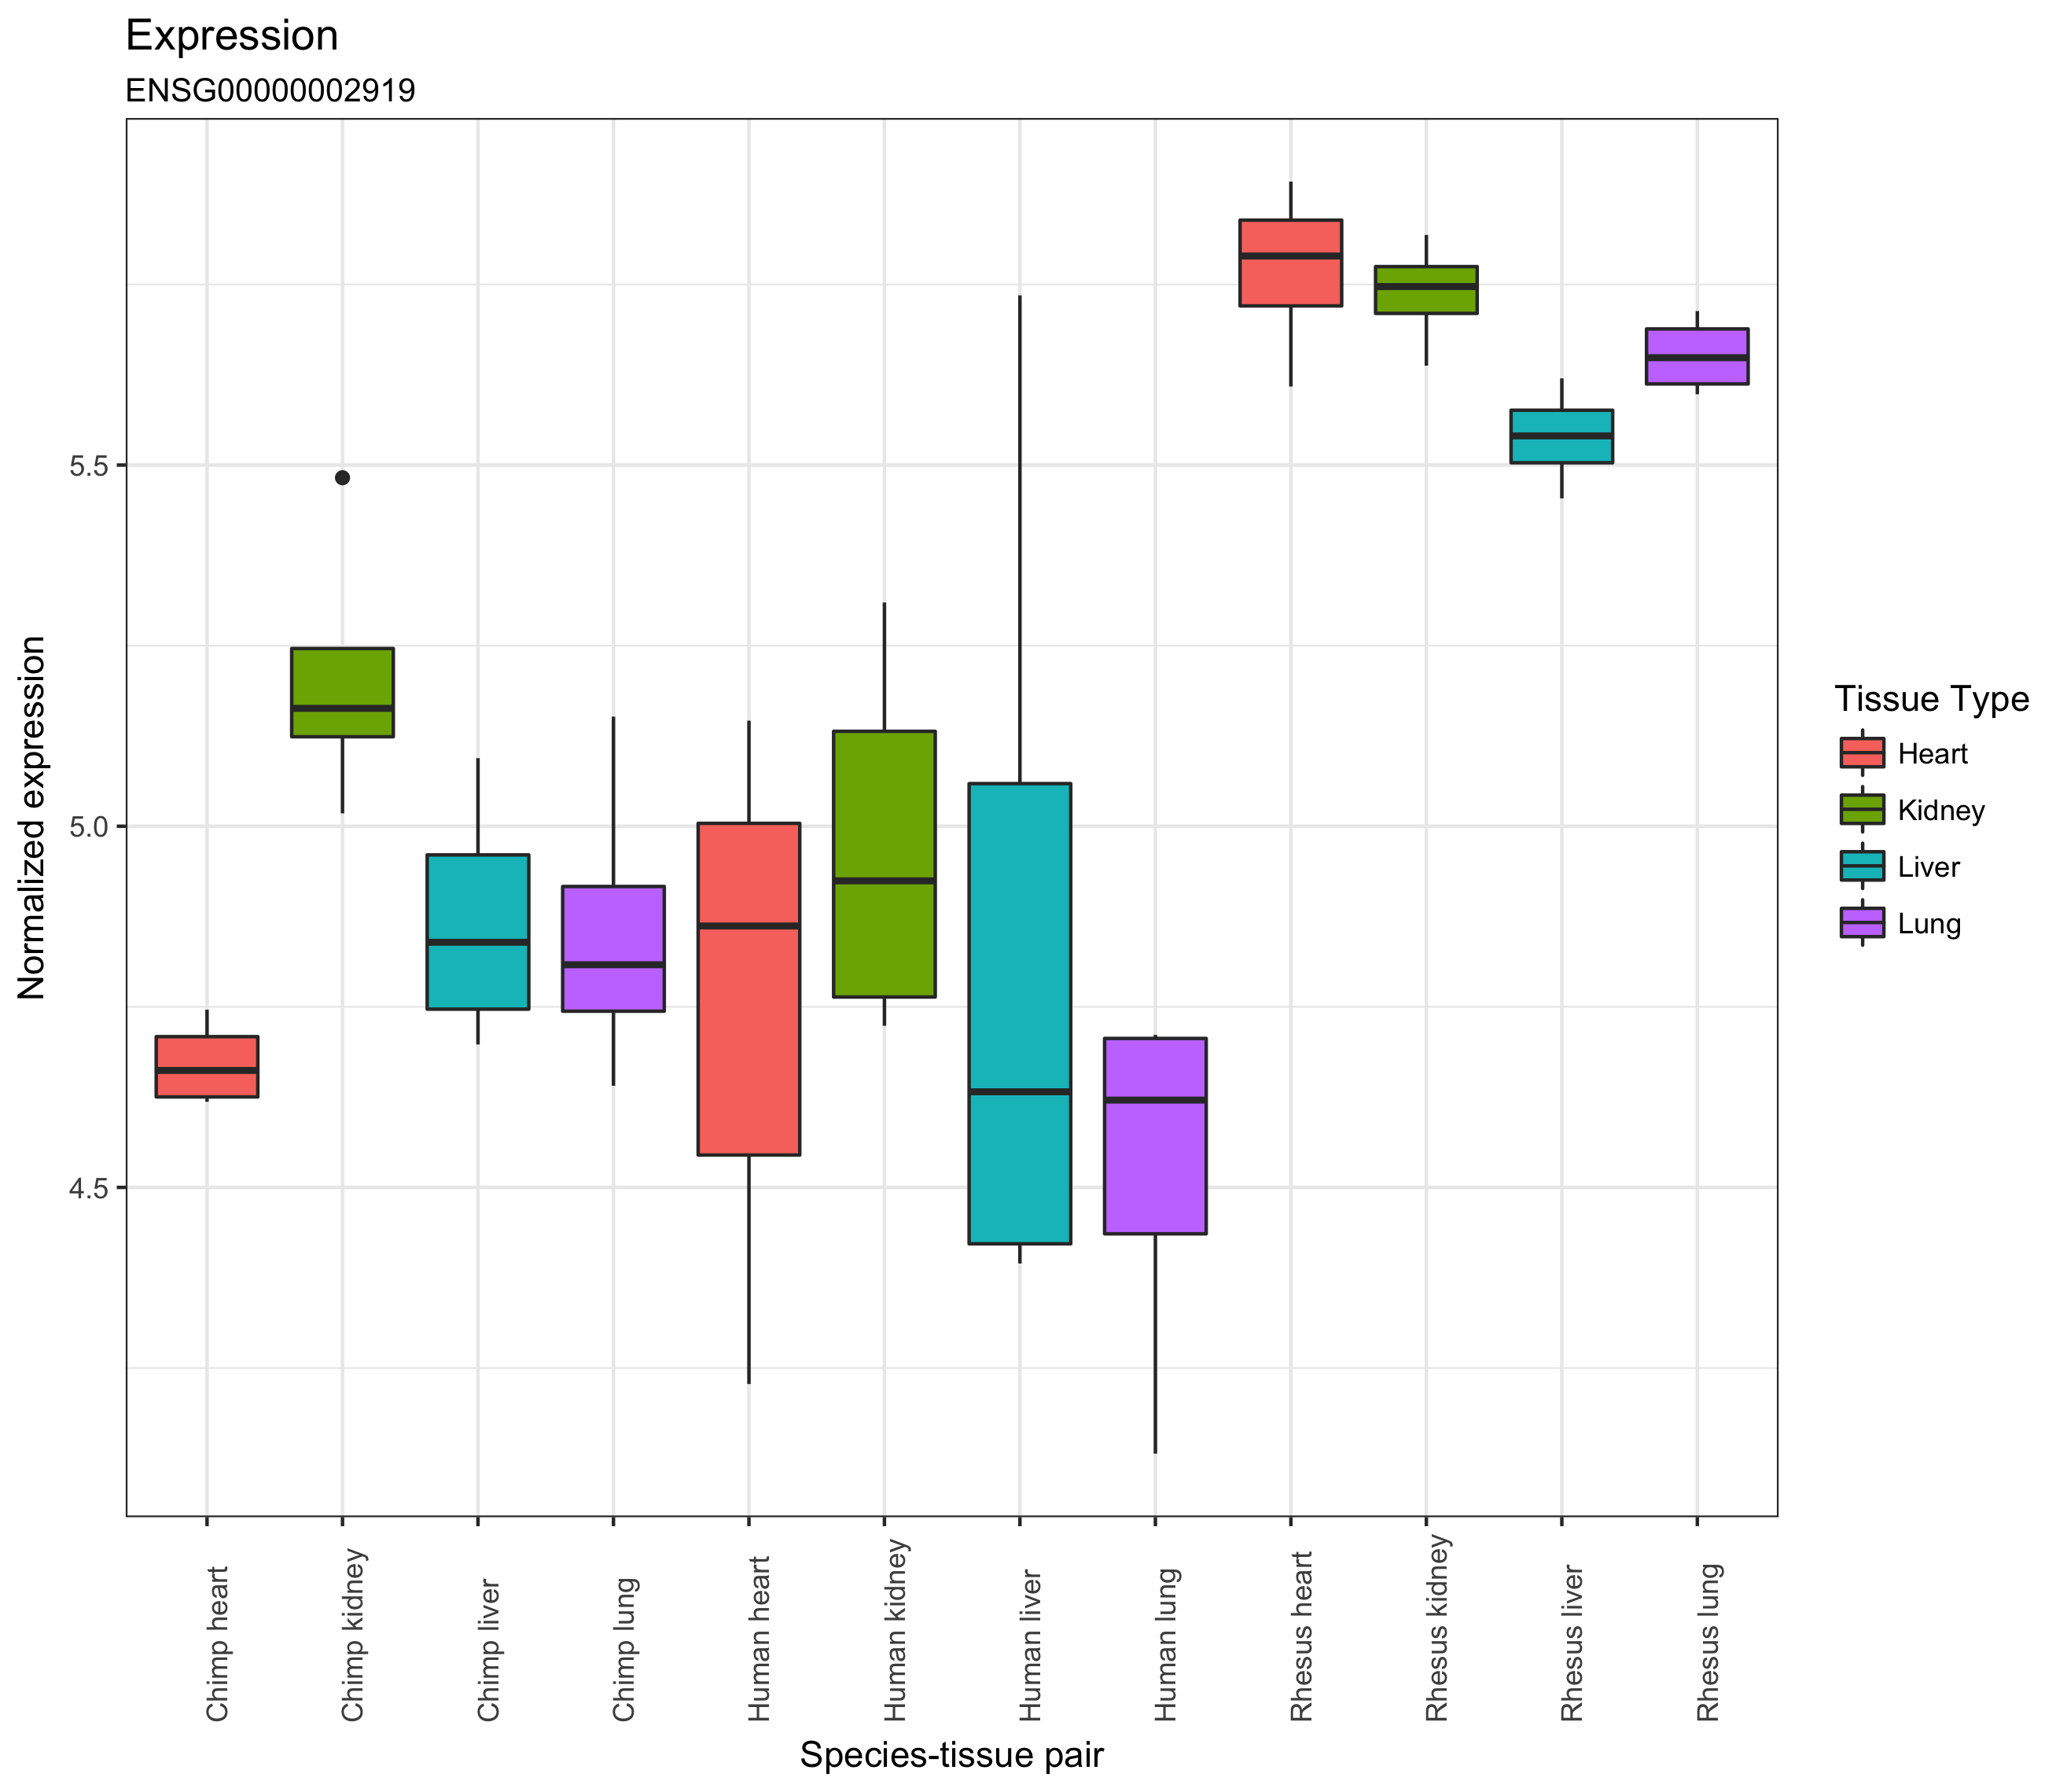 Expression
ENSG00000002919
Normalized expression
5.5
5.0
4.5
Chimp heart
Chimp kidney
Chimp liver
Chimp lung
Human heart
Human kidney
Human liver
Human lung
Rhesus heart
Rhesus kidney
Rhesus liver
Rhesus lung
Species-tissue pair
Tissue Type
Heart
Kidney
Liver
Lung